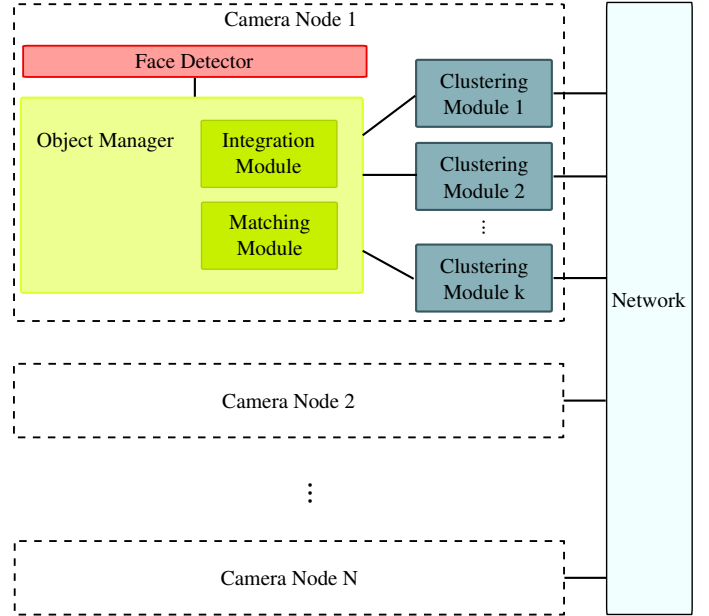 Camera Node 1
Face Detector
Object Manager
Integration
Module
Matching
Module
Clustering
Module 1
Clustering
Module 2
⋮
Clustering
Module k
Network
Camera Node 2
⋮
Camera Node N